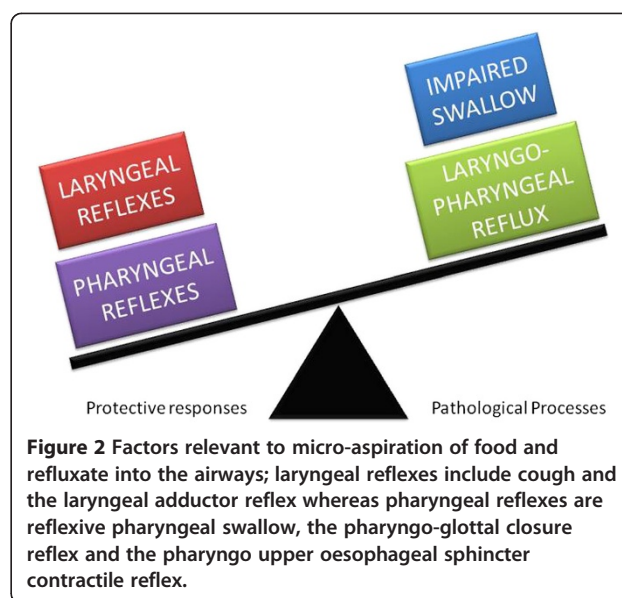 IMPAIRED
SWALLOW
LARYNGEAL
REFLEXES
LARYNGO-
PHARYNGEAL
REFLUX
PHARYNGEAL
REFLEXES
Protective responses
Pathological Processes
Figure 2 Factors relevant to micro-aspiration of food and
refluxate into the airways; laryngeal reflexes include cough and
the laryngeal adductor reflex whereas pharyngeal reflexes are
reflexive pharyngeal swallow, the pharyngo-glottal closure
reflex and the pharyngo upper oesophageal sphincter
contractile reflex.